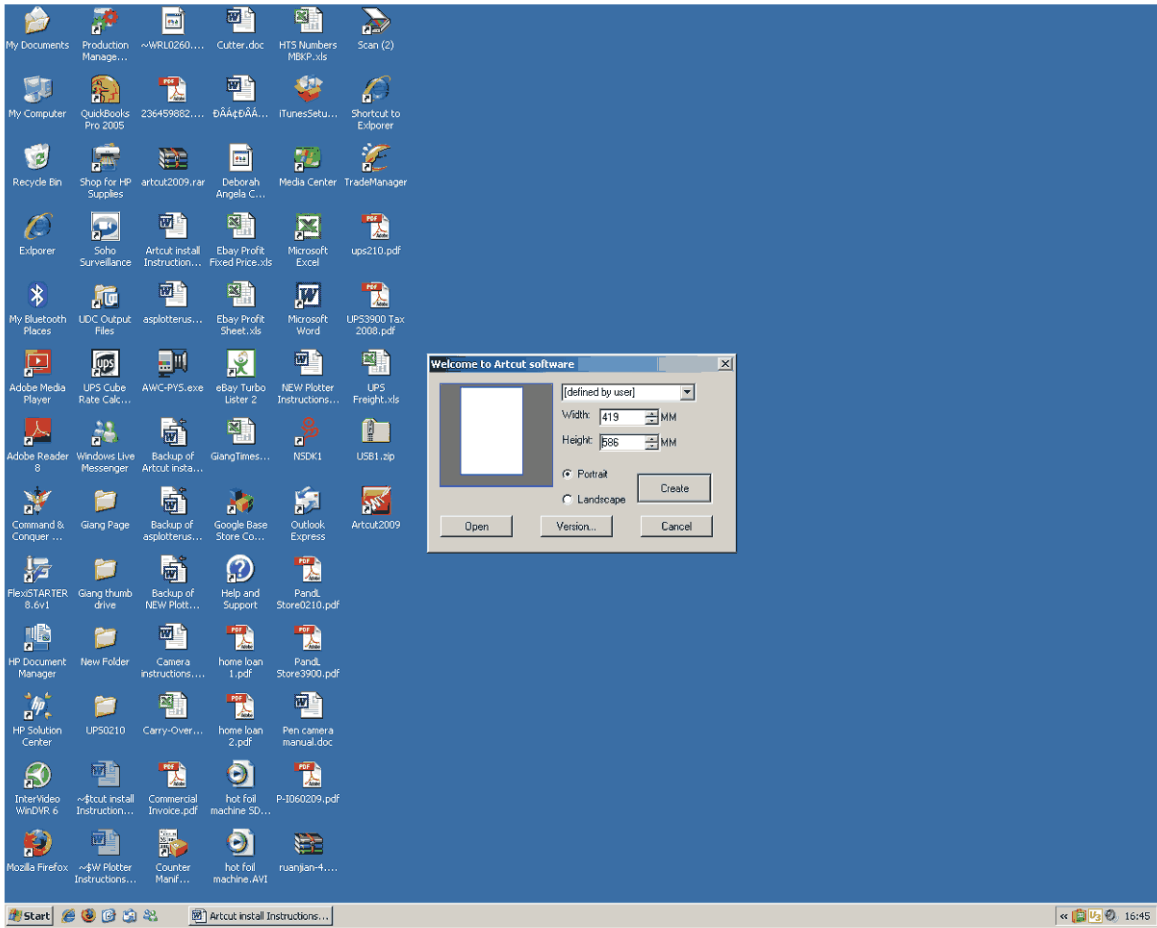 My Documents
Production
Manage...
~WRL0260....
Cutter.doc
HTS Numbers
MBKP.xls
Scan (2)
My Computer
QuickBooks
Pro 2005
236459882....
ÐÂÁ¢ÐÂÁ...
iTunesSetu...
Shortcut to
Exlporer
Recycle Bin
Shop for HP
Supplies
artcut2009.rar
Deborah
Angela C...
Media Center
TradeManager
Exlporer
Soho
Surveillance
Artcut install
Instruction...
Ebay Profit
Fixed Price.xls
Microsoft
Excel
ups210.pdf
My Bluetooth
Places
UDC Output
Files
asplotterus...
Ebay Profit
Sheet.xls
Microsoft
Word
UPS3900 Tax
2008.pdf
Adobe Media
Player
UPS Cube
Rate Calc...
AWC-PYS.exe
eBay Turbo
Lister 2
NEW Plotter
Instructions...
UPS
Freight.xls
Adobe Reader
8
Windows Live
Messenger
Backup of
Artcut insta...
GiangTimes...
NSDK1
USB1.zip
Command &
Conquer ...
Giang Page
Backup of
asplotterus...
Google Base
Store Co...
Outlook
Express
Artcut2009
FlexiSTARTER
8.6v1
Giang thumb
drive
Backup of
NEW Plott...
Help and
Support
PandL
Store0210.pdf
HP Document
Manager
New Folder
Camera
instructions....
home loan
1.pdf
PandL
Store3900.pdf
HP Solution
Center
UPS0210
Carry-Over...
home loan
2.pdf
Pen camera
manual.doc
InterVideo
WinDVR 6
~$tcut install
Instruction...
Commercial
Invoice.pdf
hot foil
machine SD...
P-I060209.pdf
Mozilla Firefox
~$W Plotter
Instructions...
Counter
Manif...
hot foil
machine.AVI
ruanjian-4....
Welcome to Artcut software
[defined by user]
Width: 419 MM
Height: 586 MM
Portrait
Landscape
Create
Open
Version...
Cancel
Start
Artcut install Instructions...
16:45